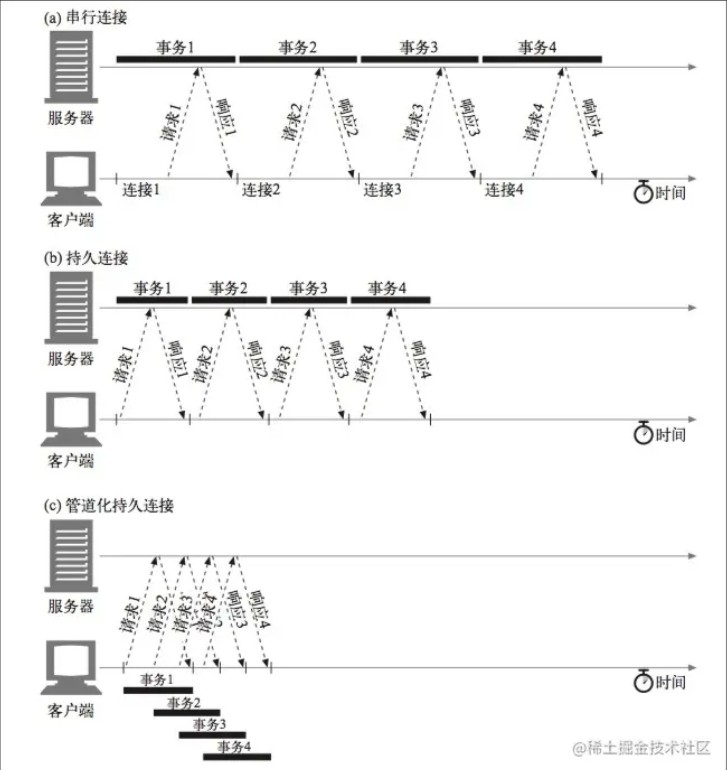 (a) 串行连接
事务1 事务2 事务3 事务4
服务器
请求1 响应1 请求2 响应2 请求3 响应3 请求4 响应4
连接1 连接2 连接3 连接4
时间
客户端
(b) 持久连接
事务1 事务2 事务3 事务4
服务器
请求1 响应1 请求2 响应2 请求3 响应3 请求4 响应4
时间
客户端
(c) 管道化持久连接
服务器
请求1 请求2 请求3 请求4 响应3 响应4
时间
客户端
事务1
事务2
事务3
事务4
@稀土掘金技术社区